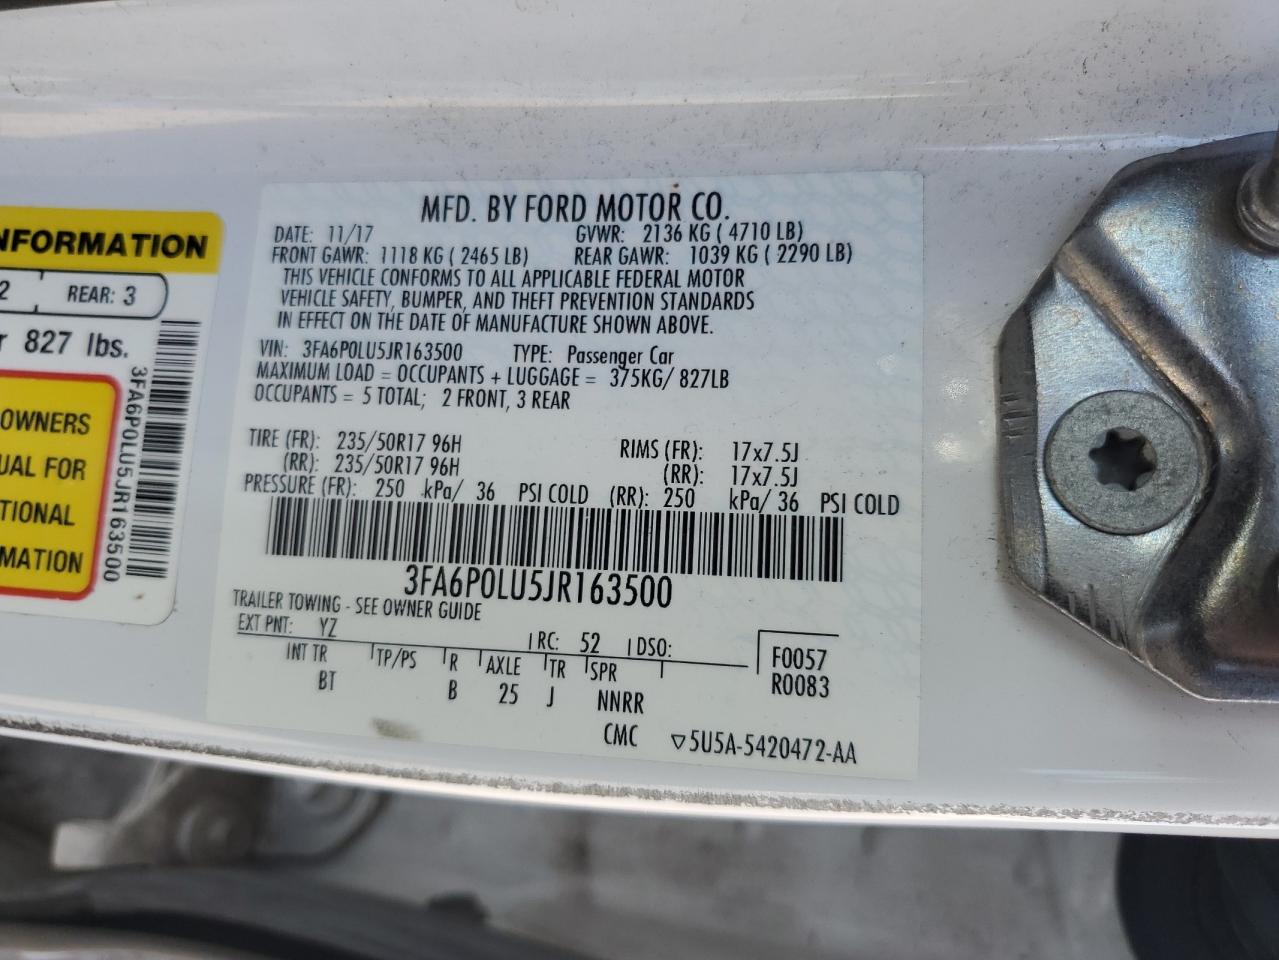 MFD. BY FORD MOTOR CO.
DATE: 11/17 GVWR: 2136 KG ( 4710 LB)
FRONT GAWR: 1118 KG ( 2465 LB) REAR GAWR: 1039 KG ( 2290 LB)
THIS VEHICLE CONFORMS TO ALL APPLICABLE FEDERAL MOTOR
VEHICLE SAFETY, BUMPER, AND THEFT PREVENTION STANDARDS
IN EFFECT ON THE DATE OF MANUFACTURE SHOWN ABOVE.
VIN: 3FA6P0LU5JR163500 TYPE: Passenger Car
MAXIMUM LOAD = OCCUPANTS + LUGGAGE = 375KG/ 827LB
OCCUPANTS = 5 TOTAL; 2 FRONT, 3 REAR
TIRE (FR): 235/50R17 96H RIMS (FR): 17x7.5J
(RR): 235/50R17 96H (RR): 17x7.5J
PRESSURE (FR): 250 kPa/ 36 PSI COLD (RR): 250 kPa/ 36 PSI COLD
3FA6P0LU5JR163500
TRAILER TOWING - SEE OWNER GUIDE
EXT PNT: YZ RC: 52 DSO: F0057
INT TR TP/PS R AXLE TR SPR R0083
BT B 25 J NNRR
CMC ▽5U5A-5420472-AA
NFORMATION
2 REAR: 3
r 827 lbs.
OWNERS
UAL FOR
TIONAL
MATION
3FA6P0LU5JR163500